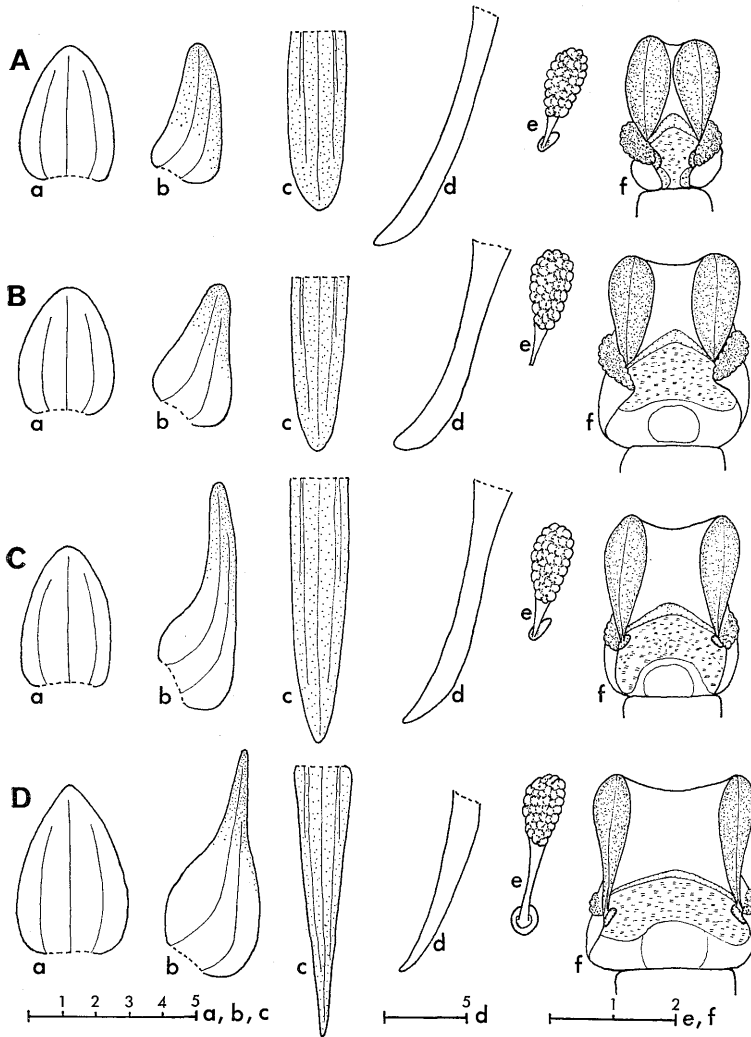 A
a b c d e f
B
a b c d e f
C
a b c d e f
D
a b c d e f
1 2 3 4 5 a, b, c
5 d
1 2 e, f